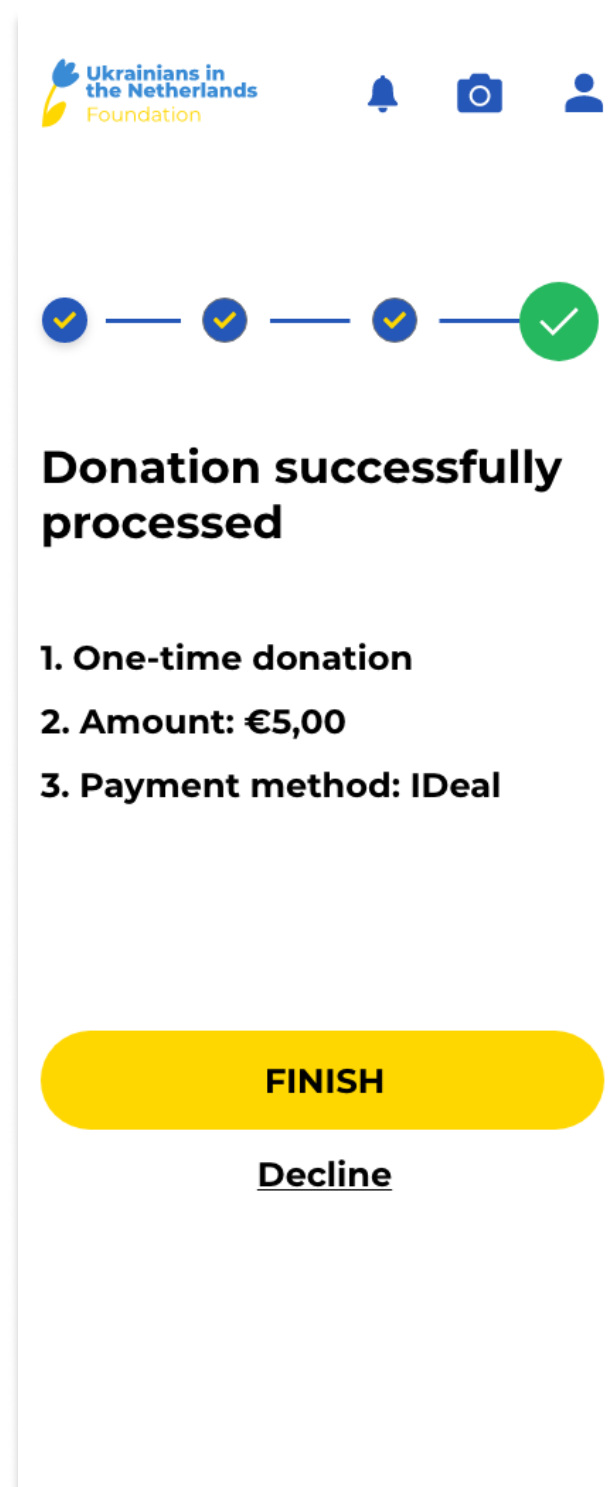 Ukrainians in
the Netherlands
Foundation
Donation successfully
processed
1. One-time donation
2. Amount: €5,00
3. Payment method: IDeal
FINISH
Decline